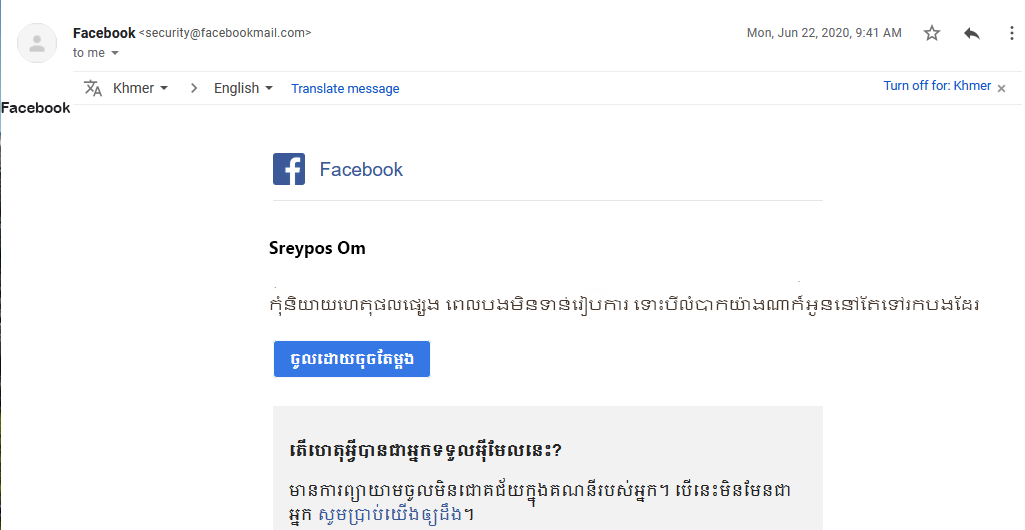 Facebook <security@facebookmail.com>
Mon, Jun 22, 2020, 9:41 AM
to me
Khmer > English Translate message
Turn off for: Khmer ×
Facebook
Facebook
Sreypos Om
កុំនិយាយហេតុផលផ្សេង ពេលបងមិនទាន់រៀបការ ទោះបីលំបាកយ៉ាងណាក៍អូននៅតែទៅរកបងដែរ
ចូលដោយចុចតែម្ដង
តើហេតុអ្វីបានជាអ្នកទទួលអ៊ីមែលនេះ?
មានការព្យាយាមចូលមិនជោគជ័យក្នុងគណនីរបស់អ្នក។ បើនេះមិនមែនជា
អ្នក សូមប្រាប់យើងឲ្យដឹង។